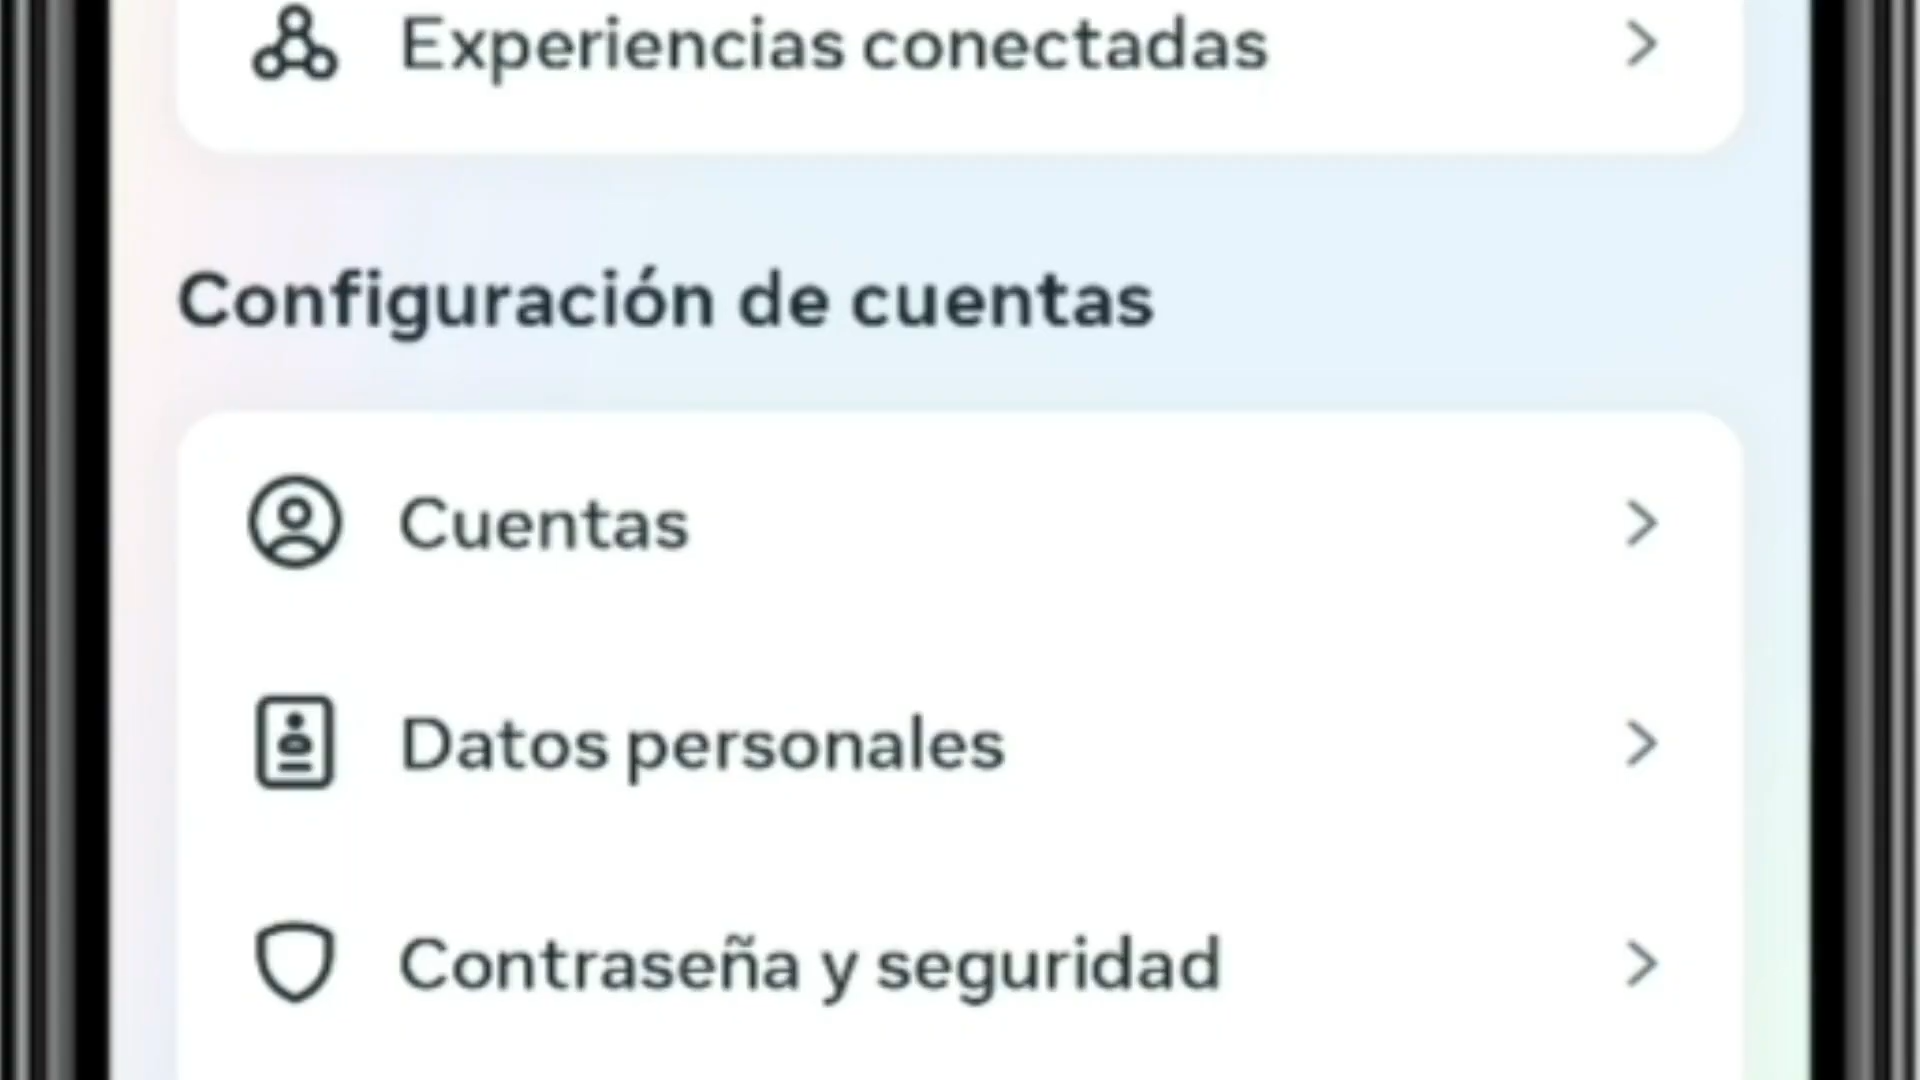 Experiencias conectadas
Configuración de cuentas
Cuentas
Datos personales
Contraseña y seguridad